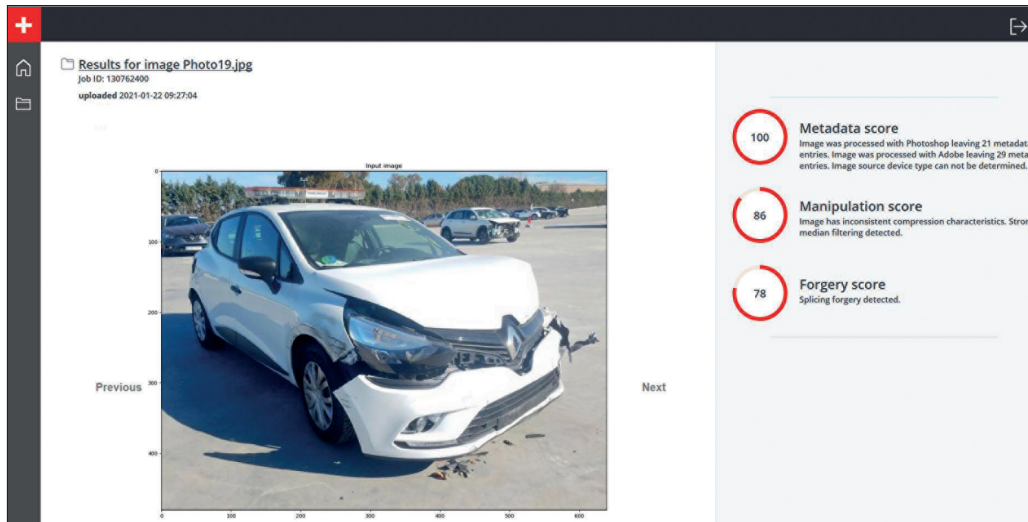 Results for image Photo19.jpg
Job ID: 130762400
uploaded 2021-01-22 09:27:04
Input image
0
100
200
300
400
0
100
200
300
400
500
600
Previous
Next
100
Metadata score
Image was processed with Photoshop leaving 21 metadata
entries. Image was processed with Adobe leaving 29 meta
entries. Image source device type can not be determined.
86
Manipulation score
Image has inconsistent compression characteristics. Stron
median filtering detected.
78
Forgery score
Splicing forgery detected.